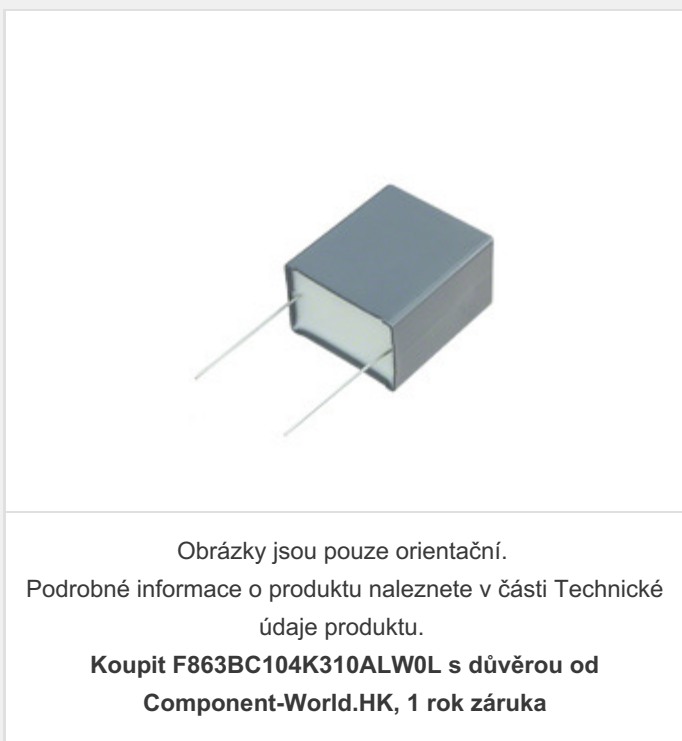 Obrázky jsou pouze orientační.
Podrobné informace o produktu naleznete v části Technické
údaje produktu.
Koupit F863BC104K310ALW0L s důvěrou od
Component-World.HK, 1 rok záruka